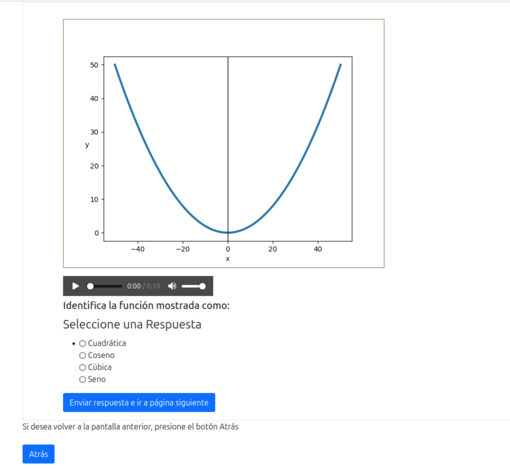 50
40
30
y
20
10
0
−40 −20 0 20 40
x
0:00 / 0:10
Identifica la función mostrada como:
Seleccione una Respuesta
Cuadrática
Coseno
Cúbica
Seno
Enviar respuesta e ir a página siguiente
Si desea volver a la pantalla anterior, presione el botón Atrás
Atrás